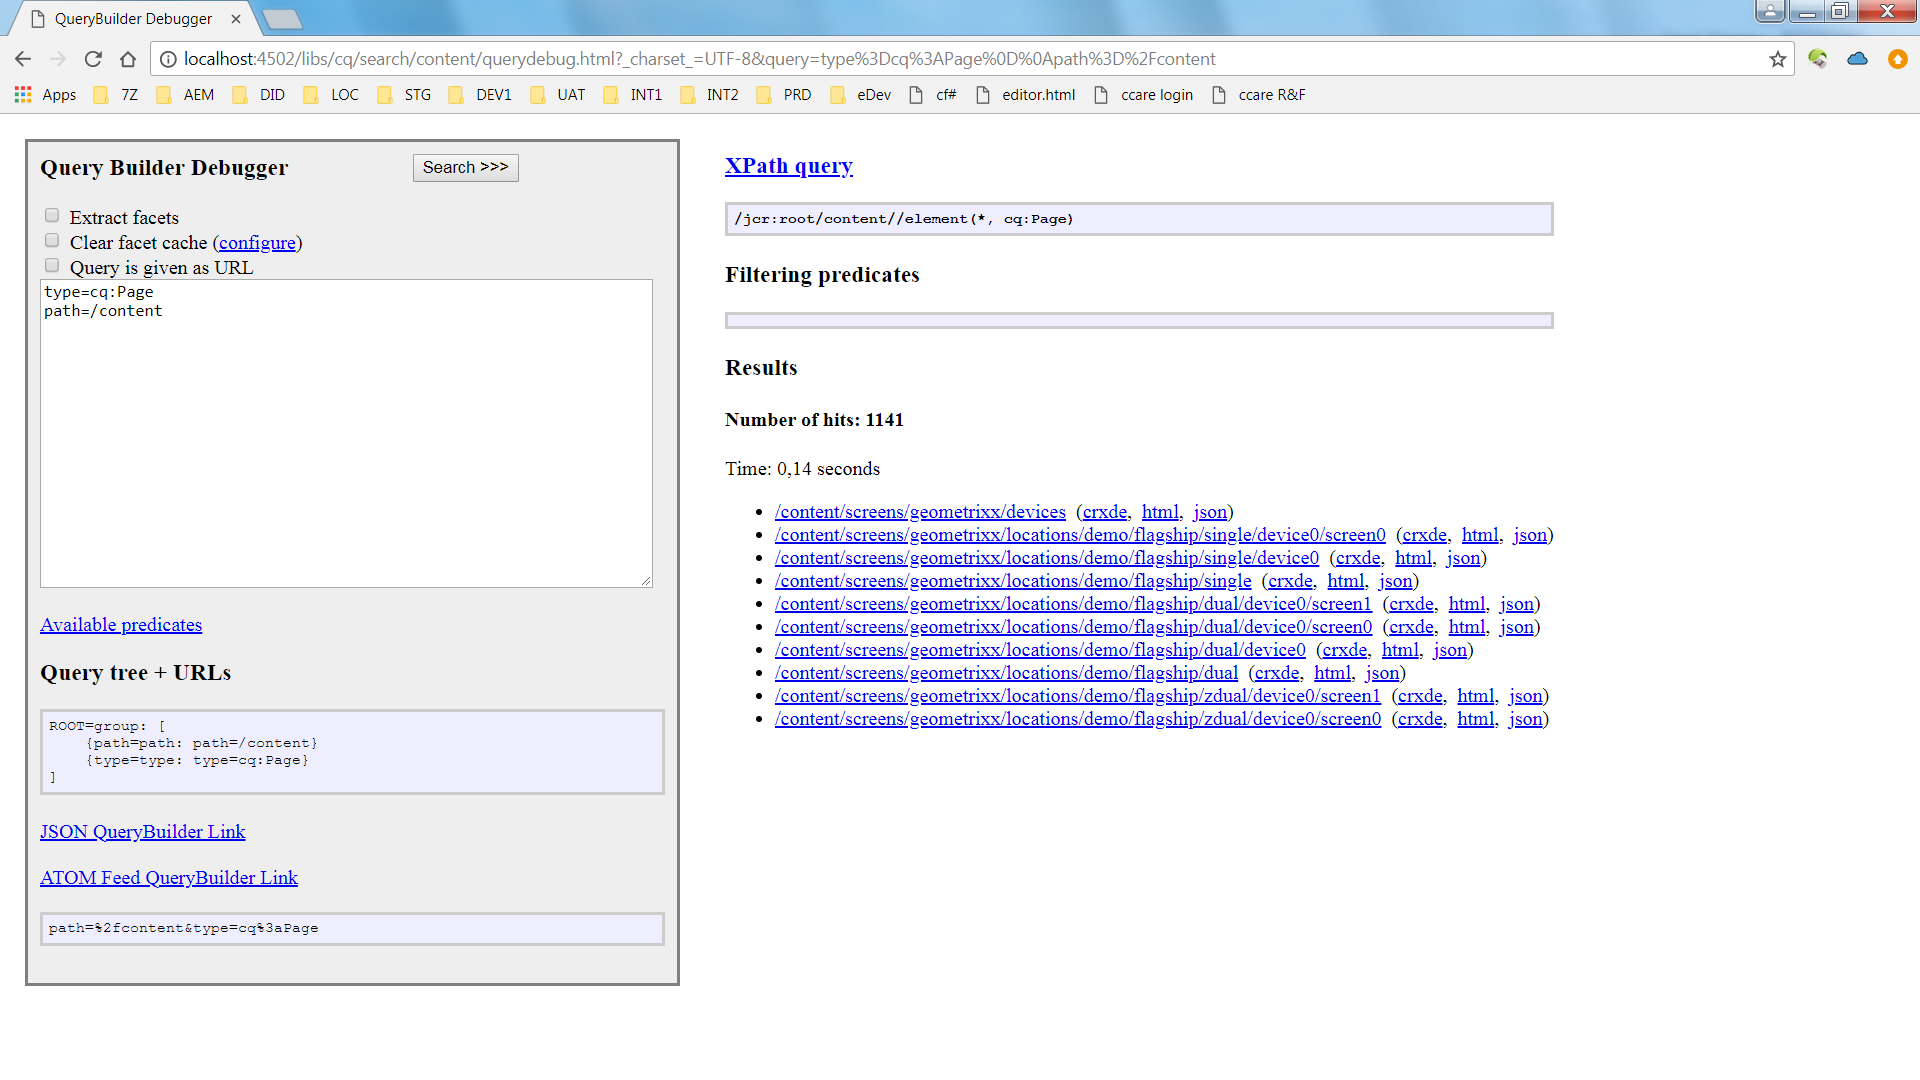 QueryBuilder Debugger
localhost:4502/libs/cq/search/content/querydebug.html?_charset_=UTF-8&query=type%3Dcq%3APage%0D%0Apath%3D%2Fcontent
Apps 7Z AEM DID LOC STG DEV1 UAT INT1 INT2 PRD eDev cf# editor.html ccare login ccare R&F
Query Builder Debugger
Search >>>
Extract facets
Clear facet cache (configure)
Query is given as URL
type=cq:Page
path=/content
Available predicates
Query tree + URLs
ROOT=group: [
    {path=path: path=/content}
    {type=type: type=cq:Page}
]
JSON QueryBuilder Link
ATOM Feed QueryBuilder Link
path=%2fcontent&type=cq%3aPage
XPath query
/jcr:root/content//element(*, cq:Page)
Filtering predicates
Results
Number of hits: 1141
Time: 0,14 seconds
/content/screens/geometrixx/devices (crxde, html, json)
/content/screens/geometrixx/locations/demo/flagship/single/device0/screen0 (crxde, html, json)
/content/screens/geometrixx/locations/demo/flagship/single/device0 (crxde, html, json)
/content/screens/geometrixx/locations/demo/flagship/single (crxde, html, json)
/content/screens/geometrixx/locations/demo/flagship/dual/device0/screen1 (crxde, html, json)
/content/screens/geometrixx/locations/demo/flagship/dual/device0/screen0 (crxde, html, json)
/content/screens/geometrixx/locations/demo/flagship/dual/device0 (crxde, html, json)
/content/screens/geometrixx/locations/demo/flagship/dual (crxde, html, json)
/content/screens/geometrixx/locations/demo/flagship/zdual/device0/screen1 (crxde, html, json)
/content/screens/geometrixx/locations/demo/flagship/zdual/device0/screen0 (crxde, html, json)